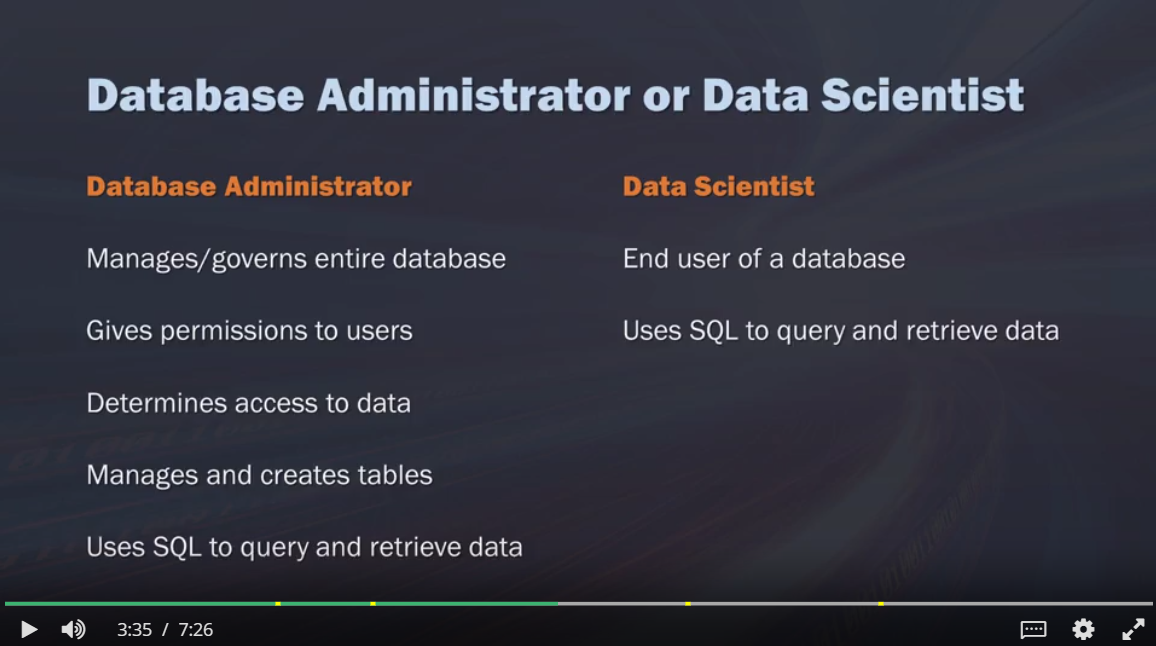 Database Administrator or Data Scientist
Database Administrator
Manages/governs entire database
Gives permissions to users
Determines access to data
Manages and creates tables
Uses SQL to query and retrieve data
Data Scientist
End user of a database
Uses SQL to query and retrieve data
3:35 / 7:26